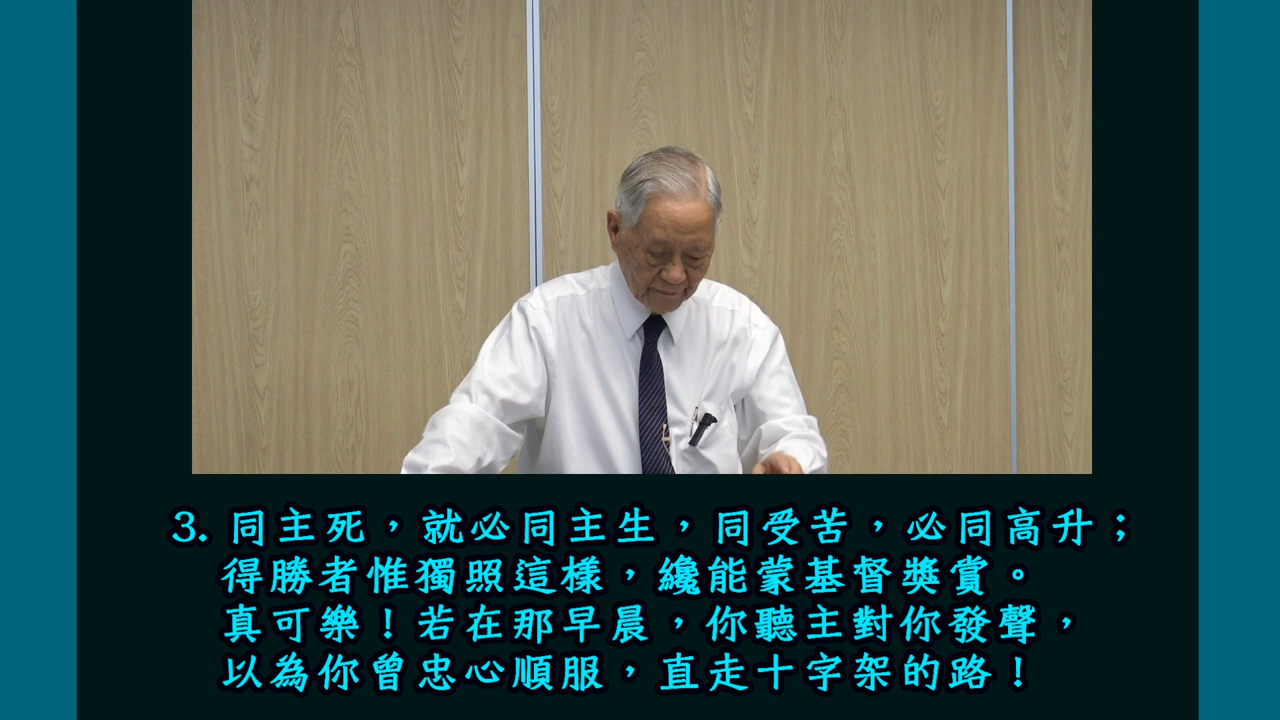 3. 同主死，就必同主生，同受苦，必同高升；
得勝者惟獨照這樣，纔能蒙基督獎賞。
真可樂！若在那早晨，你聽主對你發聲，
以為你曾忠心順服，直走十字架的路！